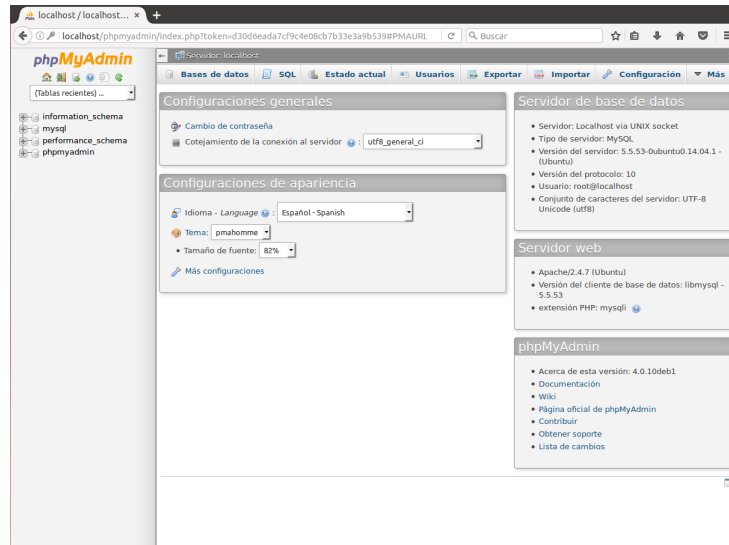 localhost / localhost...
localhost/phpmyadmin/index.php?token=d30d6eada7cf9c4e08cb7b33e3a9b539#PMAURL
Buscar
phpMyAdmin
(Tablas recientes) ...
information_schema
mysql
performance_schema
phpmyadmin
Servidor: localhost
Bases de datos
SQL
Estado actual
Usuarios
Exportar
Importar
Configuración
Más
Configuraciones generales
Cambio de contraseña
Cotejamiento de la conexión al servidor : utf8_general_ci
Configuraciones de apariencia
Idioma - Language : Español - Spanish
Tema: pmahomme
Tamaño de fuente: 82%
Más configuraciones
Servidor de base de datos
Servidor: Localhost via UNIX socket
Tipo de servidor: MySQL
Versión del servidor: 5.5.53-0ubuntu0.14.04.1 -
(Ubuntu)
Versión del protocolo: 10
Usuario: root@localhost
Conjunto de caracteres del servidor: UTF-8
Unicode (utf8)
Servidor web
Apache/2.4.7 (Ubuntu)
Versión del cliente de base de datos: libmysql -
5.5.53
extensión PHP: mysqli
phpMyAdmin
Acerca de esta versión: 4.0.10deb1
Documentación
Wiki
Página oficial de phpMyAdmin
Contribuir
Obtener soporte
Lista de cambios